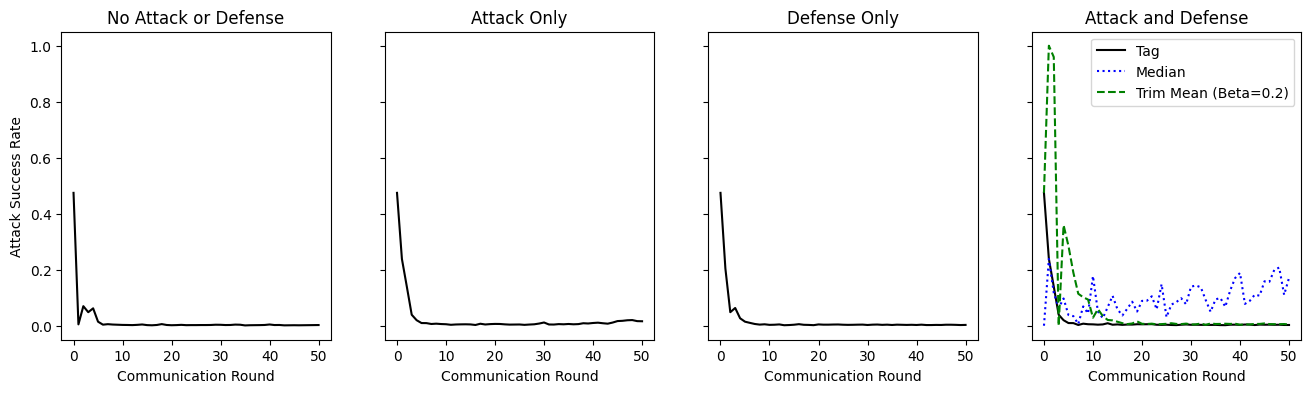 No Attack or Defense
Attack Only
Defense Only
Attack and Defense
Attack Success Rate
1.0
0.8
0.6
0.4
0.2
0.0
0 10 20 30 40 50
0 10 20 30 40 50
0 10 20 30 40 50
0 10 20 30 40 50
Communication Round
Communication Round
Communication Round
Communication Round
Tag
Median
Trim Mean (Beta=0.2)